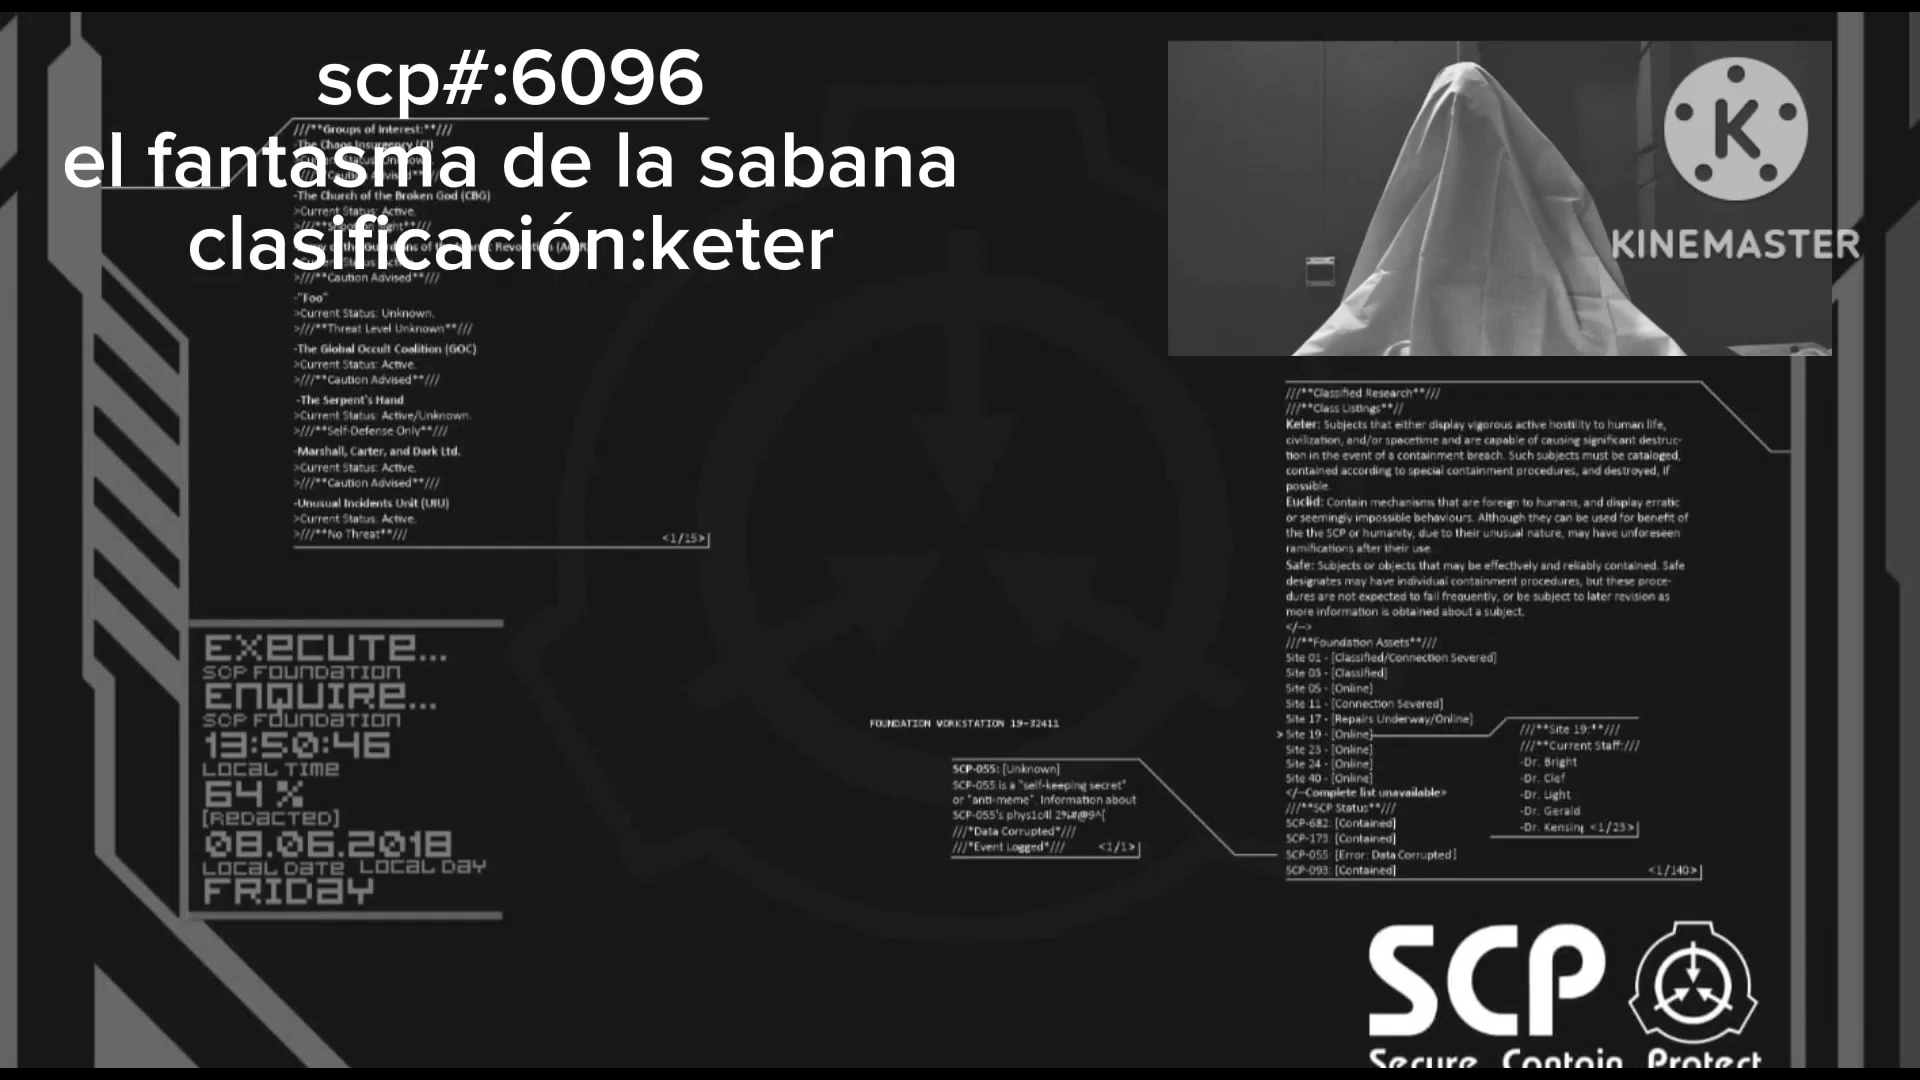 scp#:6096
el fantasma de la sabana
clasificación:keter
///**Groups of Interest:**///
-The Chaos Insurgency (CI)
-The Church of the Broken God (CBG)
>Current Status: Active.
///**Caution Advised**///
-"Foo"
>Current Status: Unknown.
>///**Threat Level Unknown**///
-The Global Occult Coalition (GOC)
>Current Status: Active.
>///**Caution Advised**///
-The Serpent's Hand
>Current Status: Active/Unknown.
>///**Self-Defense Only**///
-Marshall, Carter, and Dark Ltd.
>Current Status: Active.
>///**Caution Advised**///
-Unusual Incidents Unit (UIU)
>Current Status: Active.
>///**No Threat**///
<1/15>
KINEMASTER
///**Classified Research**///
///**Class Listings**//
Keter: Subjects that either display vigorous active hostility to human life,
civilization, and/or spacetime and are capable of causing significant destruc-
tion in the event of a containment breach. Such subjects must be cataloged,
contained according to special containment procedures, and destroyed, if
possible.
Euclid: Contain mechanisms that are foreign to humans, and display erratic
or seemingly impossible behaviours. Although they can be used for benefit of
the the SCP or humanity, due to their unusual nature, may have unforeseen
ramifications after their use.
Safe: Subjects or objects that may be effectively and reliably contained. Safe
designates may have individual containment procedures, but these proce-
dures are not expected to fail frequently, or be subject to later revision as
more information is obtained about a subject.
</-->
///**Foundation Assets**///
Site 01 - [Classified/Connection Severed]
Site 03 - [Classified]
Site 05 - [Online]
Site 11 - [Connection Severed]
Site 17 - [Repairs Underway/Online]
> Site 19 - [Online]
Site 23 - [Online]
Site 24 - [Online]
Site 40 - [Online]
</--Complete list unavailable>
///**SCP Status**///
SCP-682: [Contained]
SCP-173: [Contained]
SCP-055: [Error: Data Corrupted]
SCP-093: [Contained]
<1/140>
///**Site 19:**///
///**Current Staff:///
-Dr. Bright
-Dr. Clef
-Dr. Light
-Dr. Gerald
-Dr. Kensing <1/23>
EXECUTE...
SCP FOUNDATION
ENQUIRE...
SCP FOUNDATION
13:50:46
LOCAL TIME
64 %
[REDACTED]
08.06.2018
LOCAL DATE LOCAL DAY
FRIDAY
FOUNDATION WORKSTATION 19-32411
SCP-055: [Unknown]
SCP-055 is a "self-keeping secret"
or "anti-meme". Information about
SCP-055's phys1c4l 2%#@9^[
///*Data Corrupted*///
///*Event Logged*/// <1/1>
SCP
Secure. Contain. Protect.